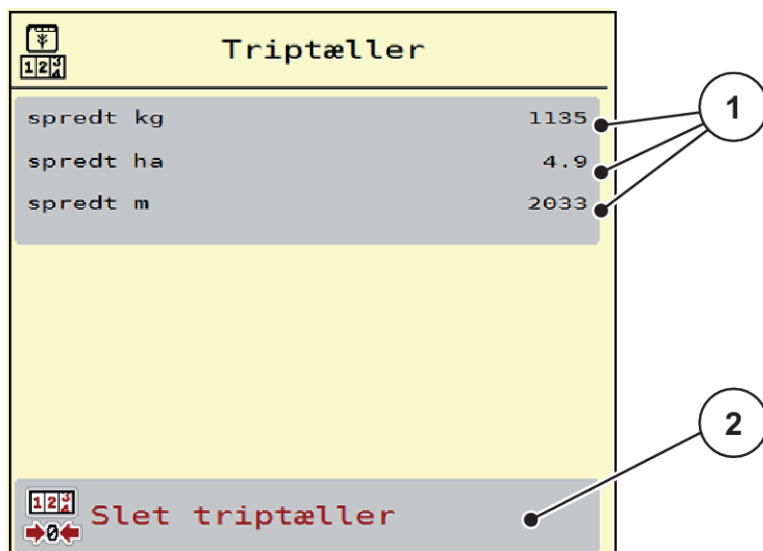 Triptæller
spredt kg 1135
spredt ha 4.9
spredt m 2033
1
2
Slet triptæller